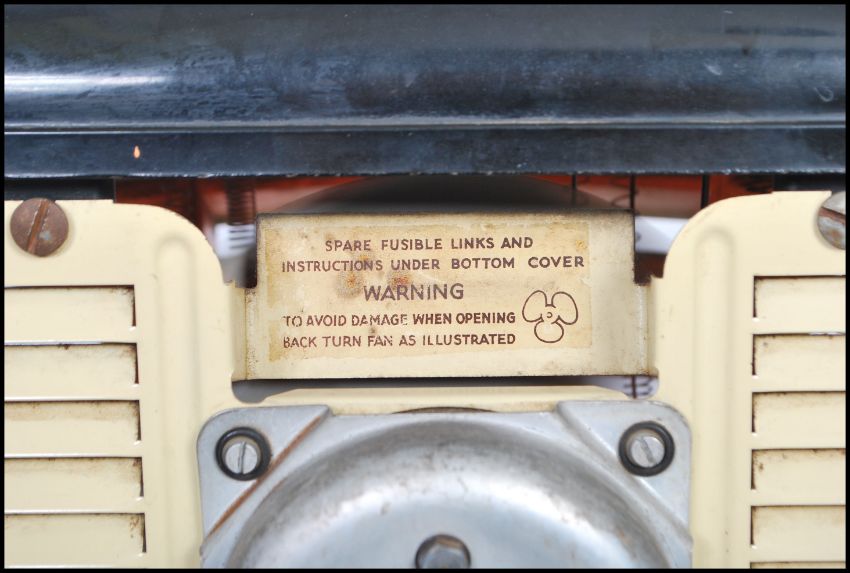 SPARE FUSIBLE LINKS AND
INSTRUCTIONS UNDER BOTTOM COVER
WARNING
TO AVOID DAMAGE WHEN OPENING
BACK TURN FAN AS ILLUSTRATED